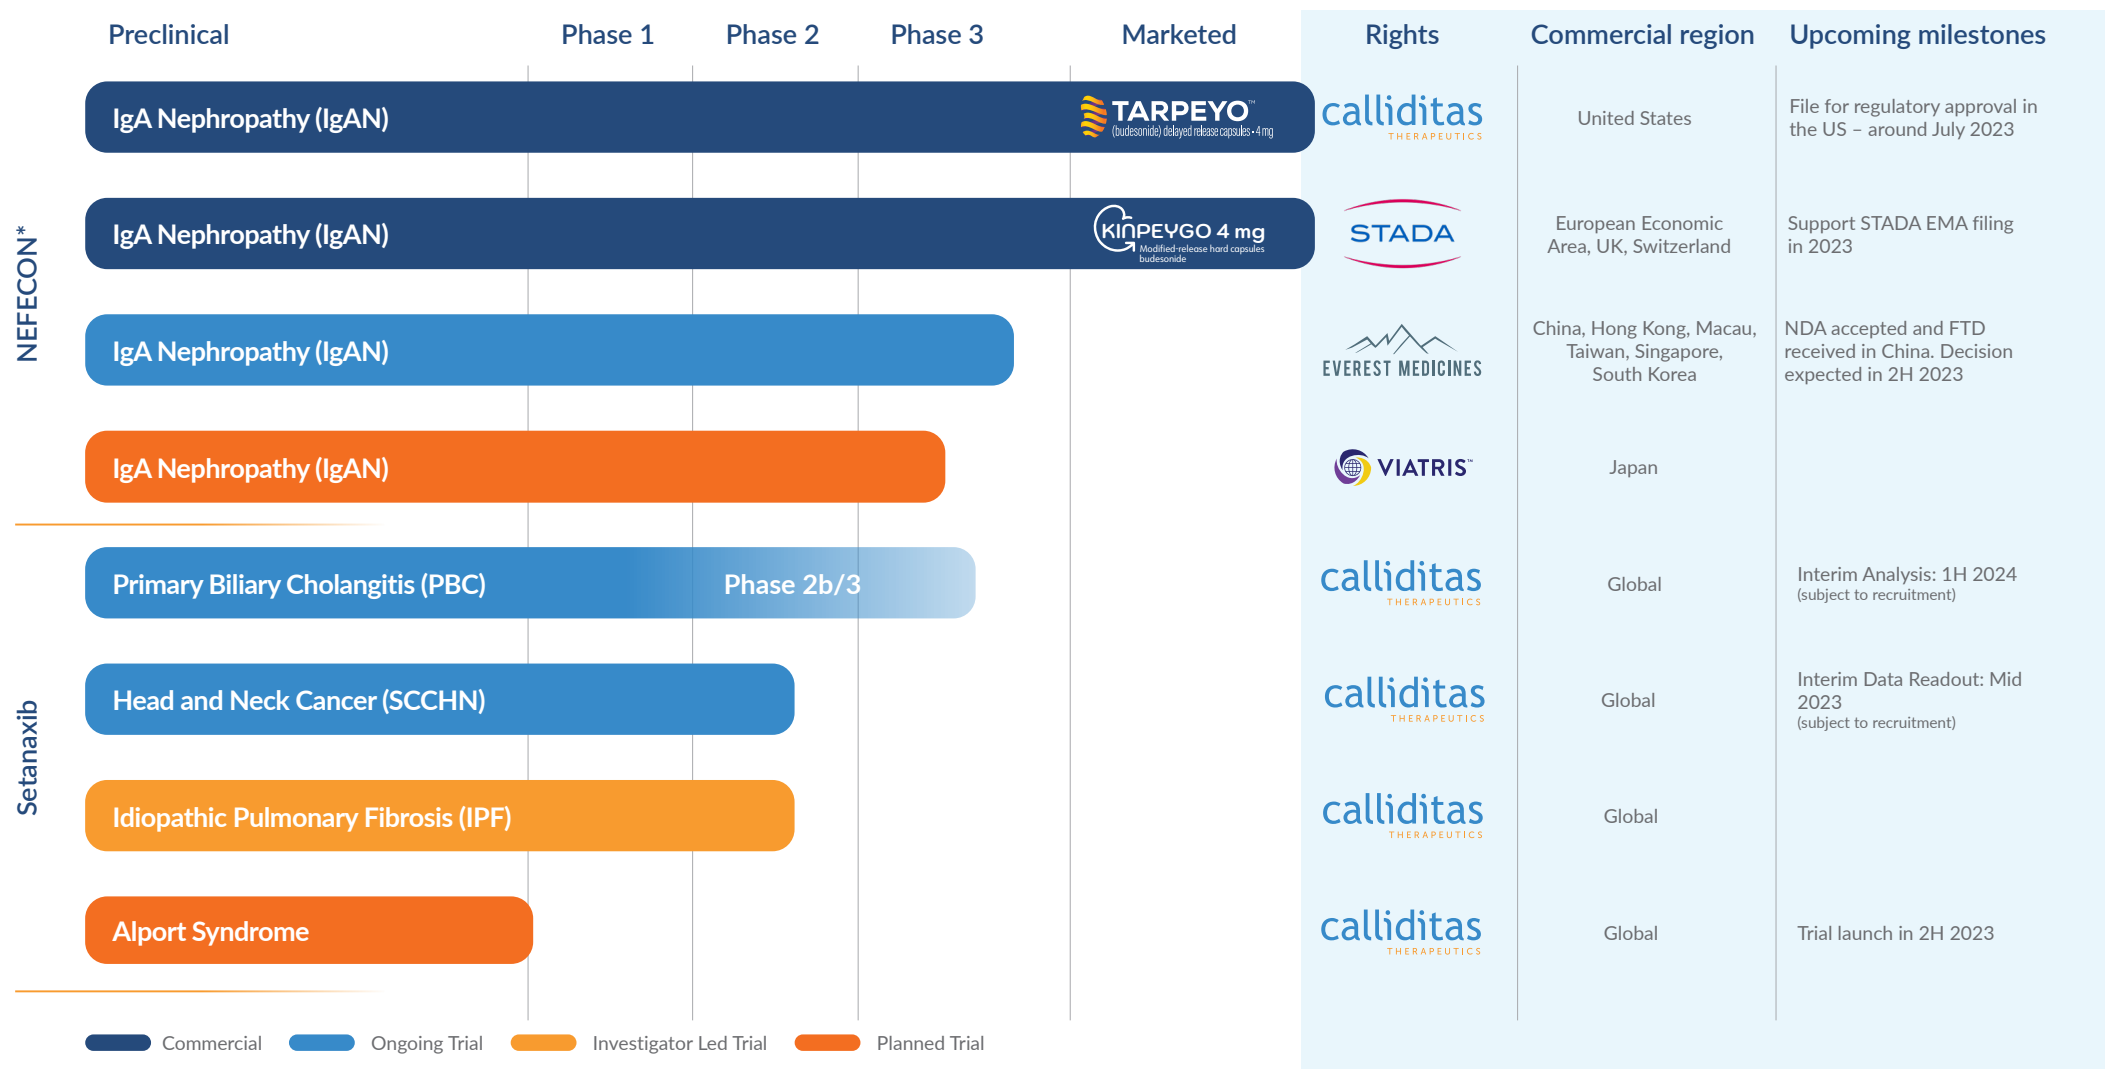 Preclinical Phase 1 Phase 2 Phase 3 Marketed Rights Commercial region Upcoming milestones
NEFECON*
IgA Nephropathy (IgAN)
TARPEYO™
(budesonide) delayed release capsules • 4 mg
calliditas
THERAPEUTICS
United States
File for regulatory approval in
the US – around July 2023
IgA Nephropathy (IgAN)
KINPEYGO 4 mg
Modified-release hard capsules
budesonide
STADA
European Economic
Area, UK, Switzerland
Support STADA EMA filing
in 2023
IgA Nephropathy (IgAN)
EVEREST MEDICINES
China, Hong Kong, Macau,
Taiwan, Singapore,
South Korea
NDA accepted and FTD
received in China. Decision
expected in 2H 2023
IgA Nephropathy (IgAN)
VIATRIS™
Japan
Setanaxib
Primary Biliary Cholangitis (PBC)
Phase 2b/3
calliditas
THERAPEUTICS
Global
Interim Analysis: 1H 2024
(subject to recruitment)
Head and Neck Cancer (SCCHN)
calliditas
THERAPEUTICS
Global
Interim Data Readout: Mid
2023
(subject to recruitment)
Idiopathic Pulmonary Fibrosis (IPF)
calliditas
THERAPEUTICS
Global
Alport Syndrome
calliditas
THERAPEUTICS
Global
Trial launch in 2H 2023
Commercial Ongoing Trial Investigator Led Trial Planned Trial